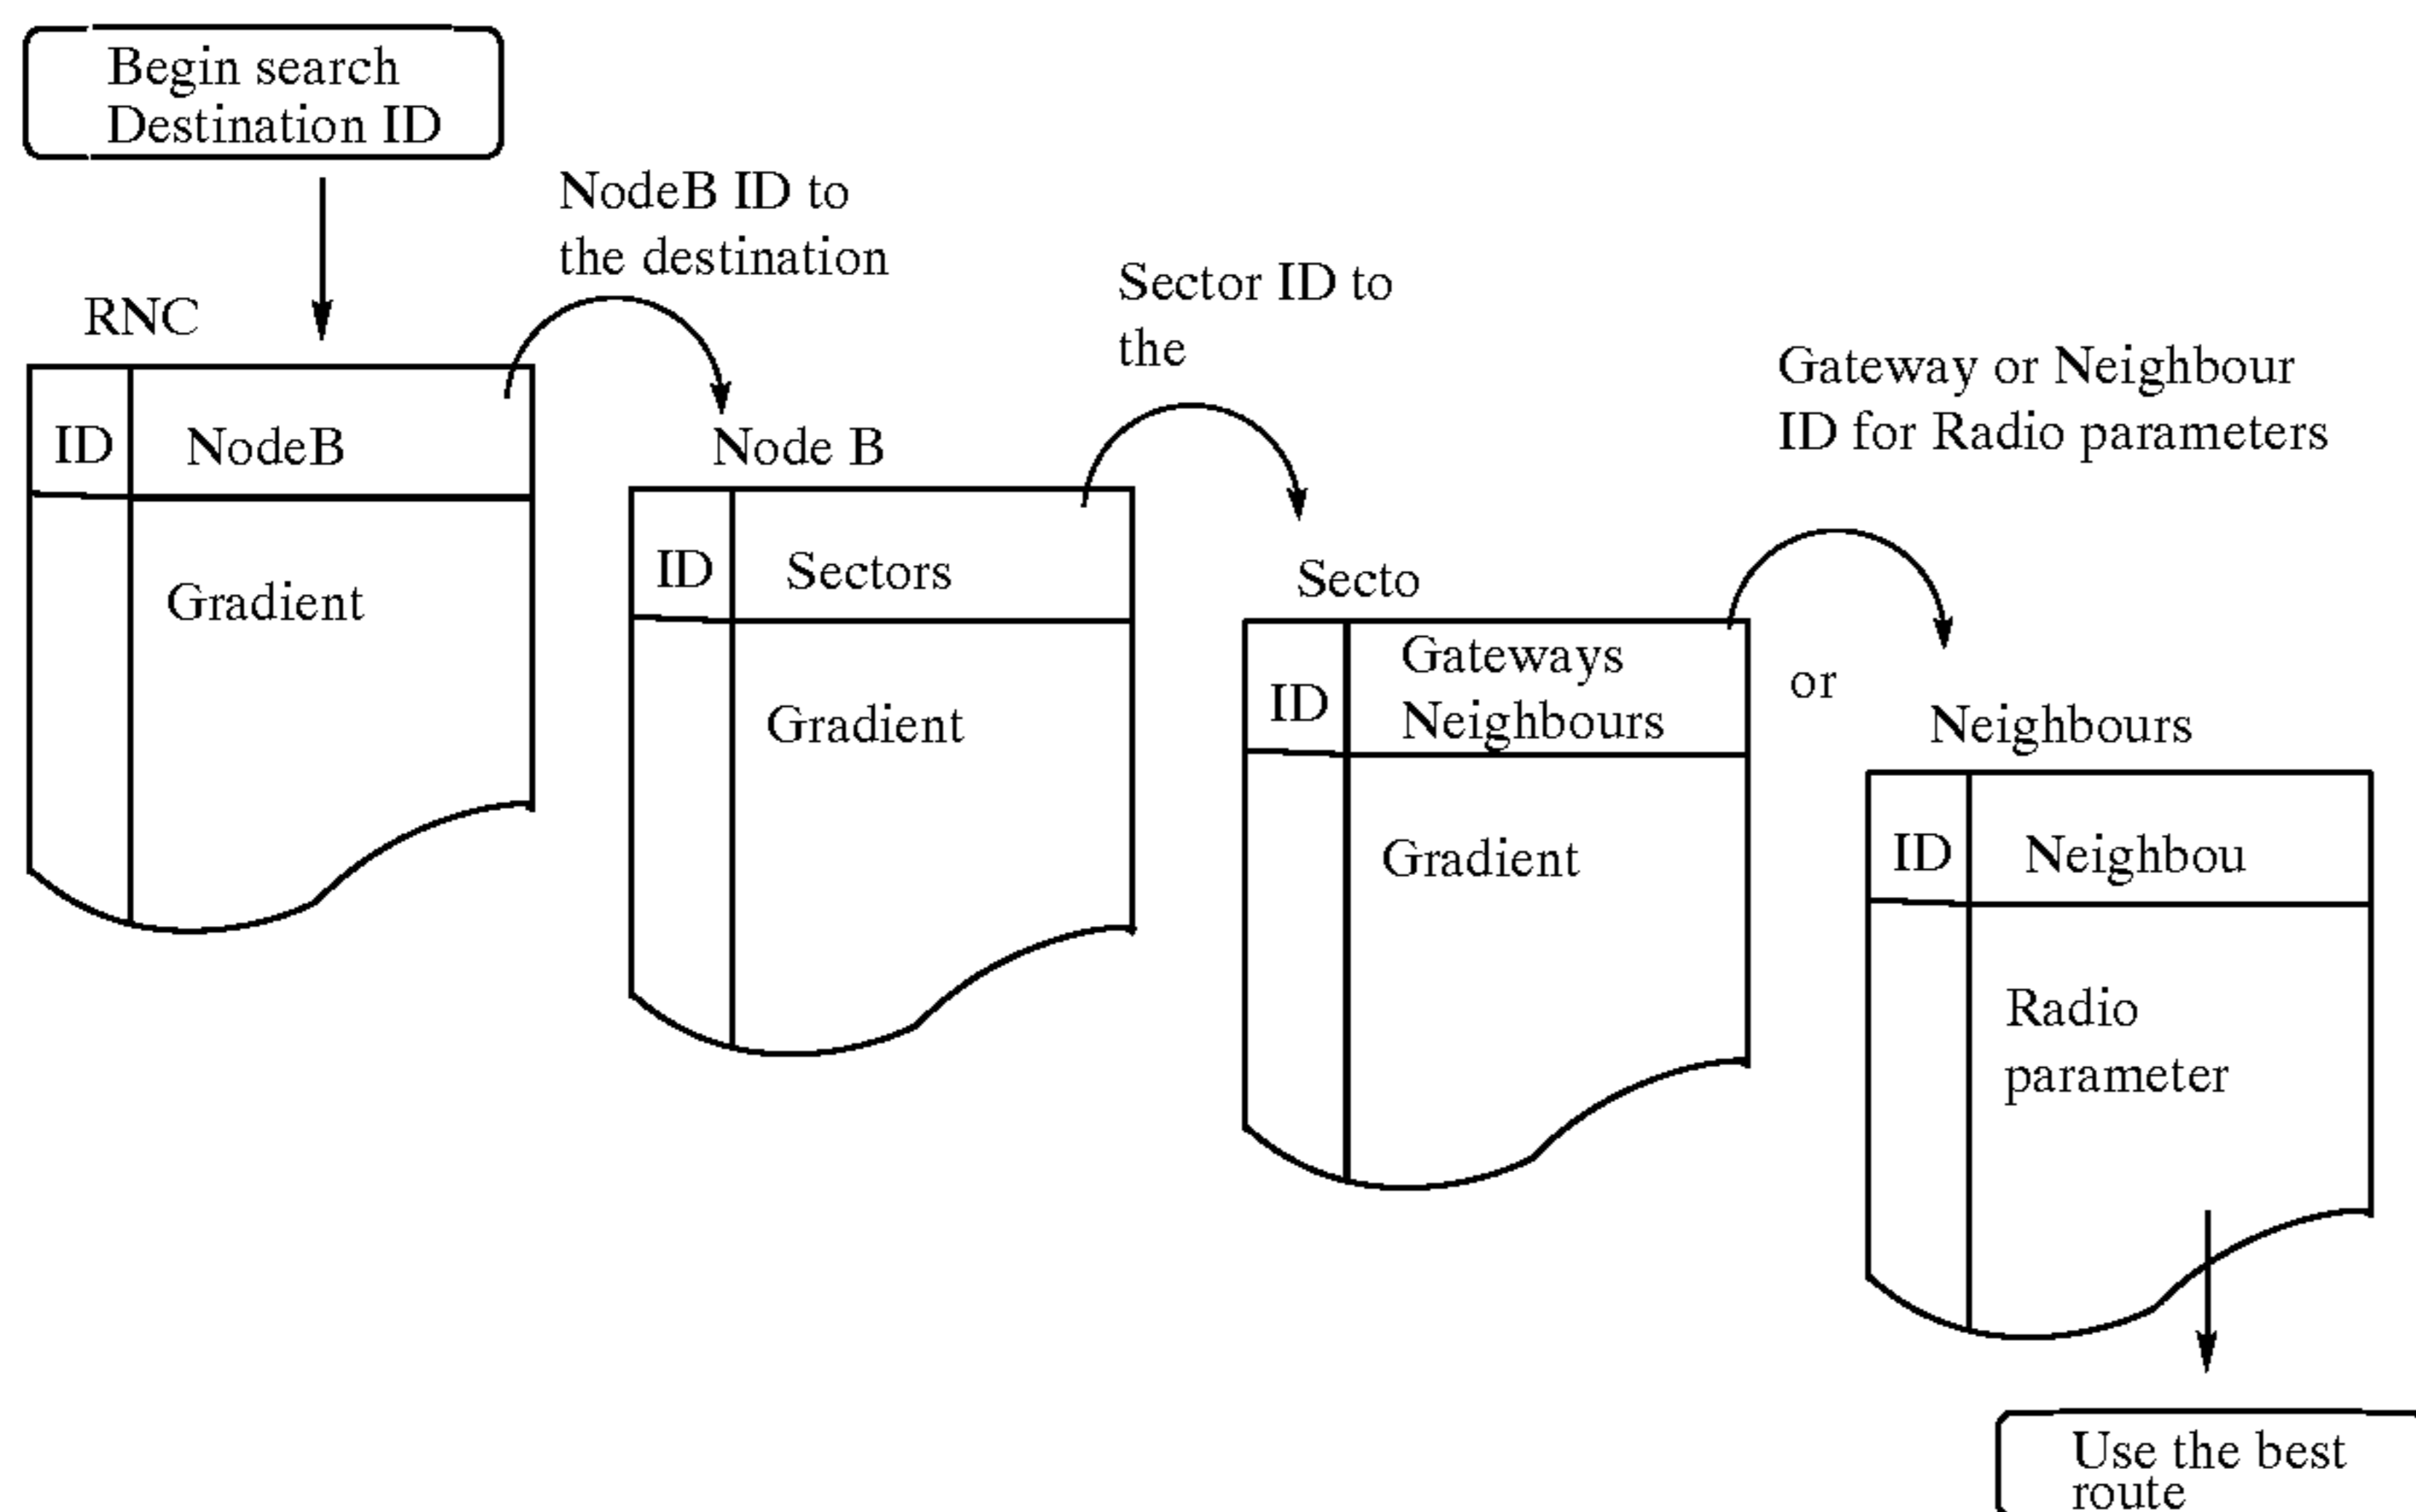 Begin search
Destination ID
NodeB ID to
the destination
Sector ID to
the
Gateway or Neighbour
ID for Radio parameters
RNC
ID NodeB
Gradient
Node B
ID Sectors
Gradient
Secto
ID
Gateways
Neighbours
Gradient
or
Neighbours
ID Neighbou
Radio
parameter
Use the best
route